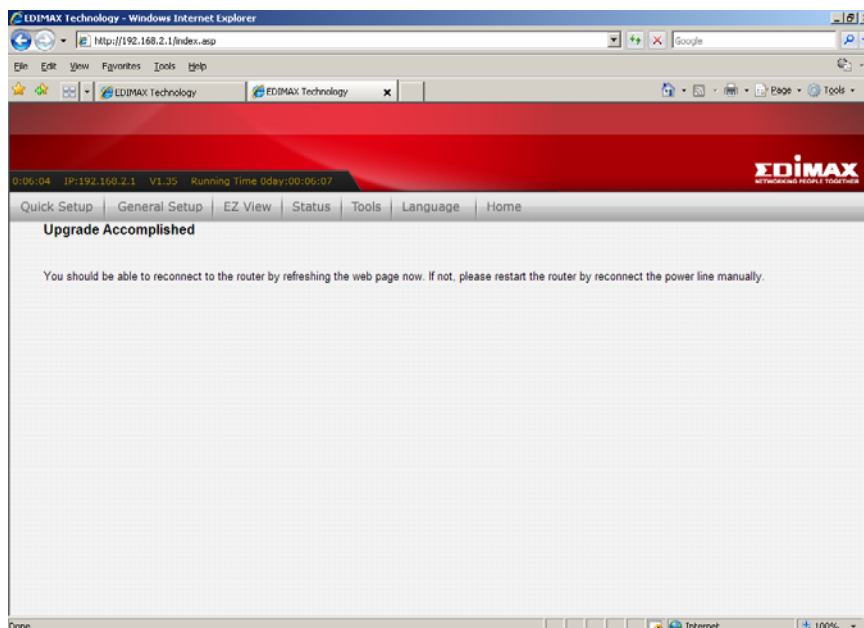 EDIMAX Technology - Windows Internet Explorer
http://192.168.2.1/index.asp
Google
File Edit View Favorites Tools Help
EDIMAX Technology EDIMAX Technology Page Tools
0:06:04 IP:192.168.2.1 V1.35 Running Time 0day:00:06:07
EDIMAX
NETWORKING PEOPLE TOGETHER
Quick Setup General Setup EZ View Status Tools Language Home
Upgrade Accomplished
You should be able to reconnect to the router by refreshing the web page now. If not, please restart the router by reconnect the power line manually.
Done Internet 100%